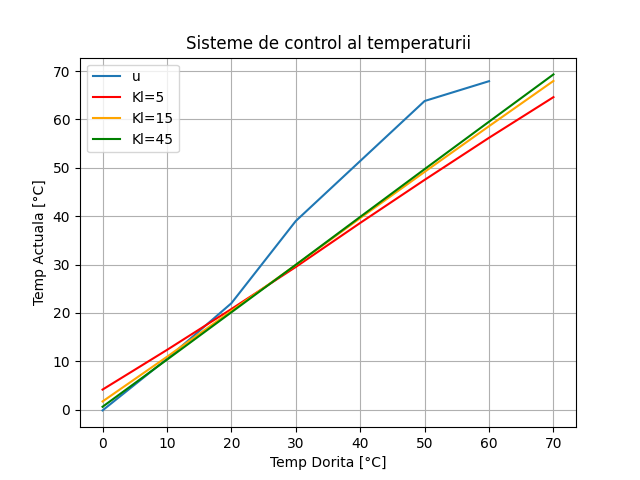 Sisteme de control al temperaturii
u
Kl=5
Kl=15
Kl=45
Temp Actuala [°C]
70
60
50
40
30
20
10
0
0 10 20 30 40 50 60 70
Temp Dorita [°C]